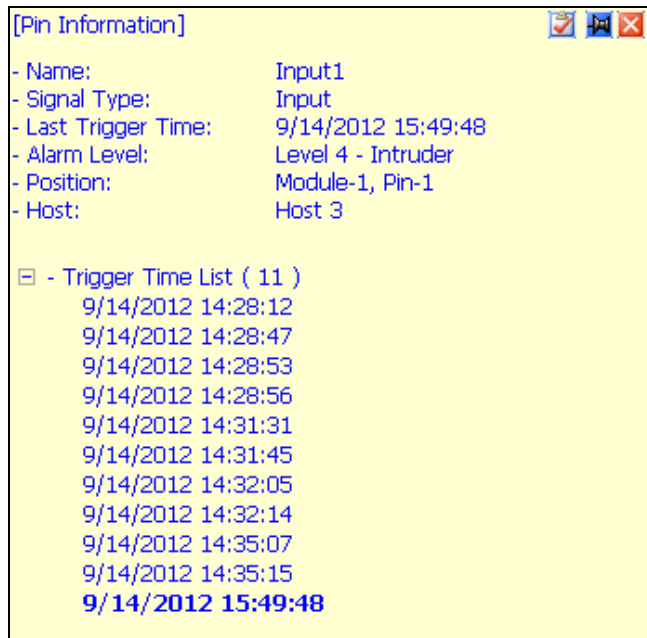 [Pin Information]
- Name: Input1
- Signal Type: Input
- Last Trigger Time: 9/14/2012 15:49:48
- Alarm Level: Level 4 - Intruder
- Position: Module-1, Pin-1
- Host: Host 3
- Trigger Time List ( 11 )
9/14/2012 14:28:12
9/14/2012 14:28:47
9/14/2012 14:28:53
9/14/2012 14:28:56
9/14/2012 14:31:31
9/14/2012 14:31:45
9/14/2012 14:32:05
9/14/2012 14:32:14
9/14/2012 14:35:07
9/14/2012 14:35:15
9/14/2012 15:49:48